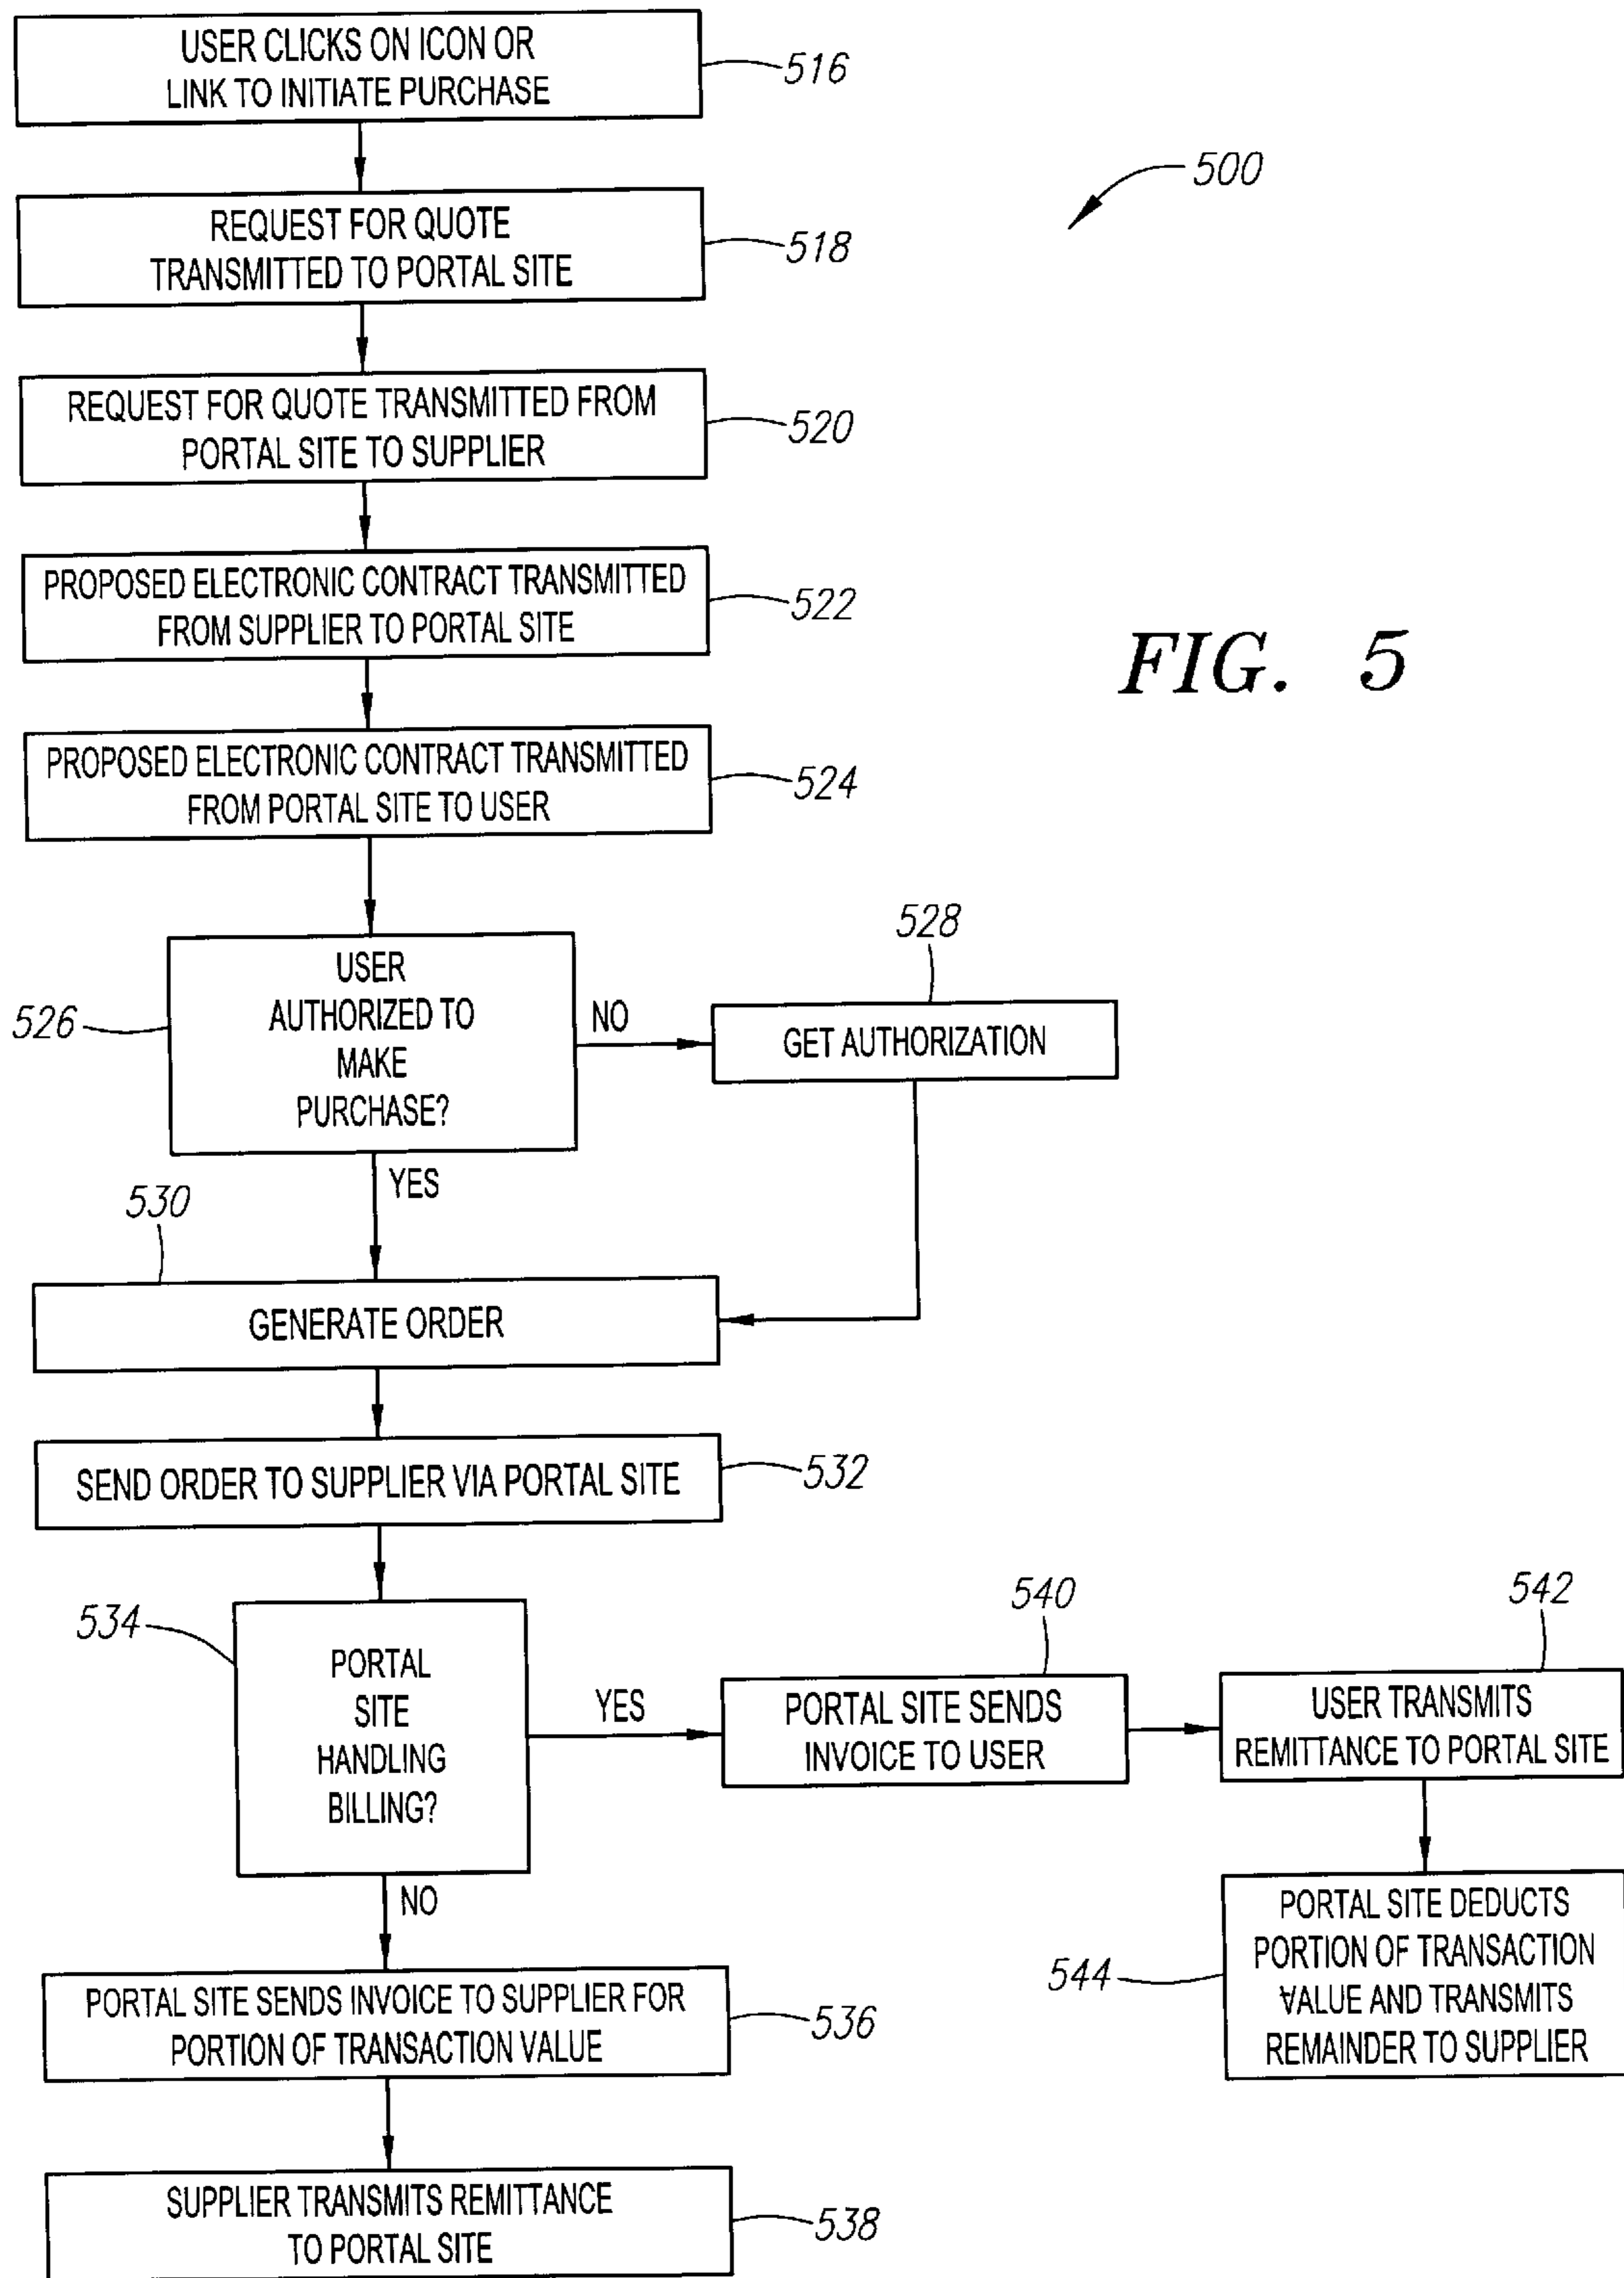 USER CLICKS ON ICON OR
LINK TO INITIATE PURCHASE
516
500
REQUEST FOR QUOTE
TRANSMITTED TO PORTAL SITE
518
REQUEST FOR QUOTE TRANSMITTED FROM
PORTAL SITE TO SUPPLIER
520
PROPOSED ELECTRONIC CONTRACT TRANSMITTED
FROM SUPPLIER TO PORTAL SITE
522
FIG. 5
PROPOSED ELECTRONIC CONTRACT TRANSMITTED
FROM PORTAL SITE TO USER
524
526
USER
AUTHORIZED TO
MAKE
PURCHASE?
NO
528
GET AUTHORIZATION
YES
530
GENERATE ORDER
SEND ORDER TO SUPPLIER VIA PORTAL SITE
532
534
PORTAL
SITE
HANDLING
BILLING?
YES
540
PORTAL SITE SENDS
INVOICE TO USER
542
USER TRANSMITS
REMITTANCE TO PORTAL SITE
544
PORTAL SITE DEDUCTS
PORTION OF TRANSACTION
VALUE AND TRANSMITS
REMAINDER TO SUPPLIER
NO
PORTAL SITE SENDS INVOICE TO SUPPLIER FOR
PORTION OF TRANSACTION VALUE
536
SUPPLIER TRANSMITS REMITTANCE
TO PORTAL SITE
538